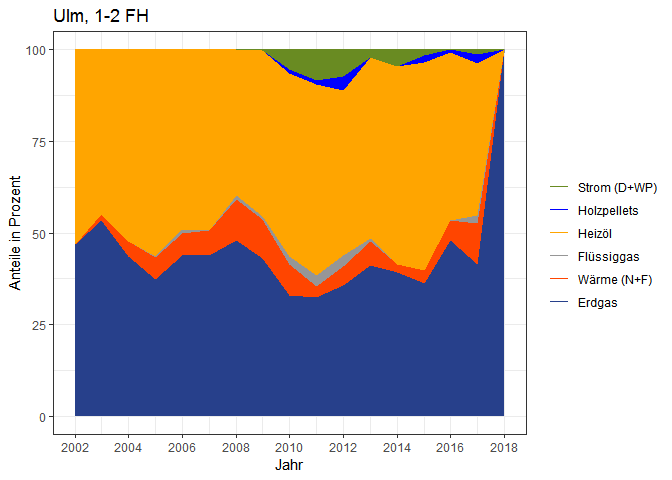 Ulm, 1-2 FH
Anteile in Prozent
100
75
50
25
0
2002 2004 2006 2008 2010 2012 2014 2016 2018
Jahr
Strom (D+WP)
Holzpellets
Heizöl
Flüssiggas
Wärme (N+F)
Erdgas